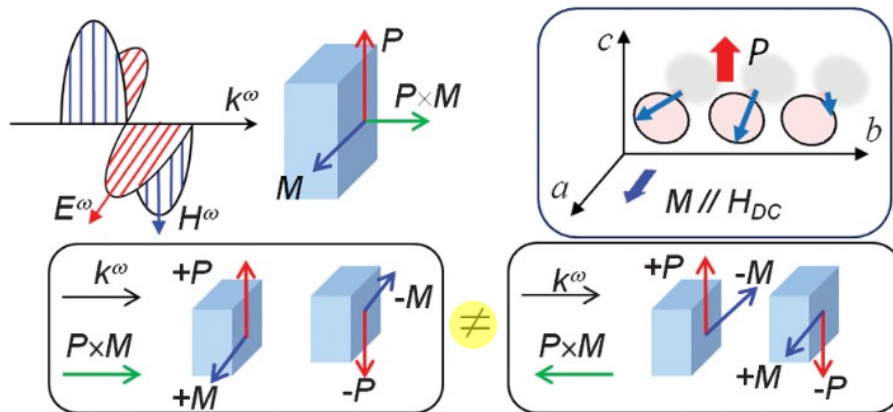 P
k^ω
P×M
M
E^ω
H^ω
c
P
b
a
M // H_DC
k^ω
+P
-M
P×M
+M
-P
≠
k^ω
+P
-M
P×M
+M
-P